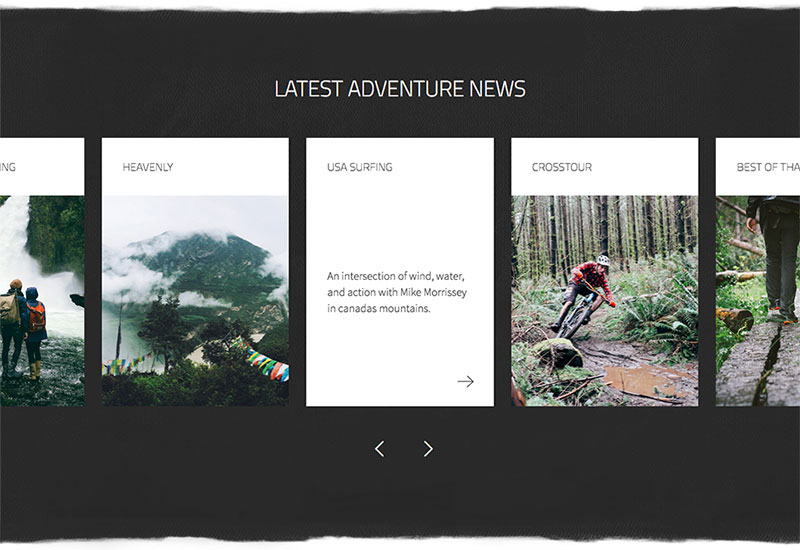 LATEST ADVENTURE NEWS
ING
HEAVENLY
USA SURFING
CROSSTOUR
BEST OF THA
An intersection of wind, water,
and action with Mike Morrissey
in canadas mountains.